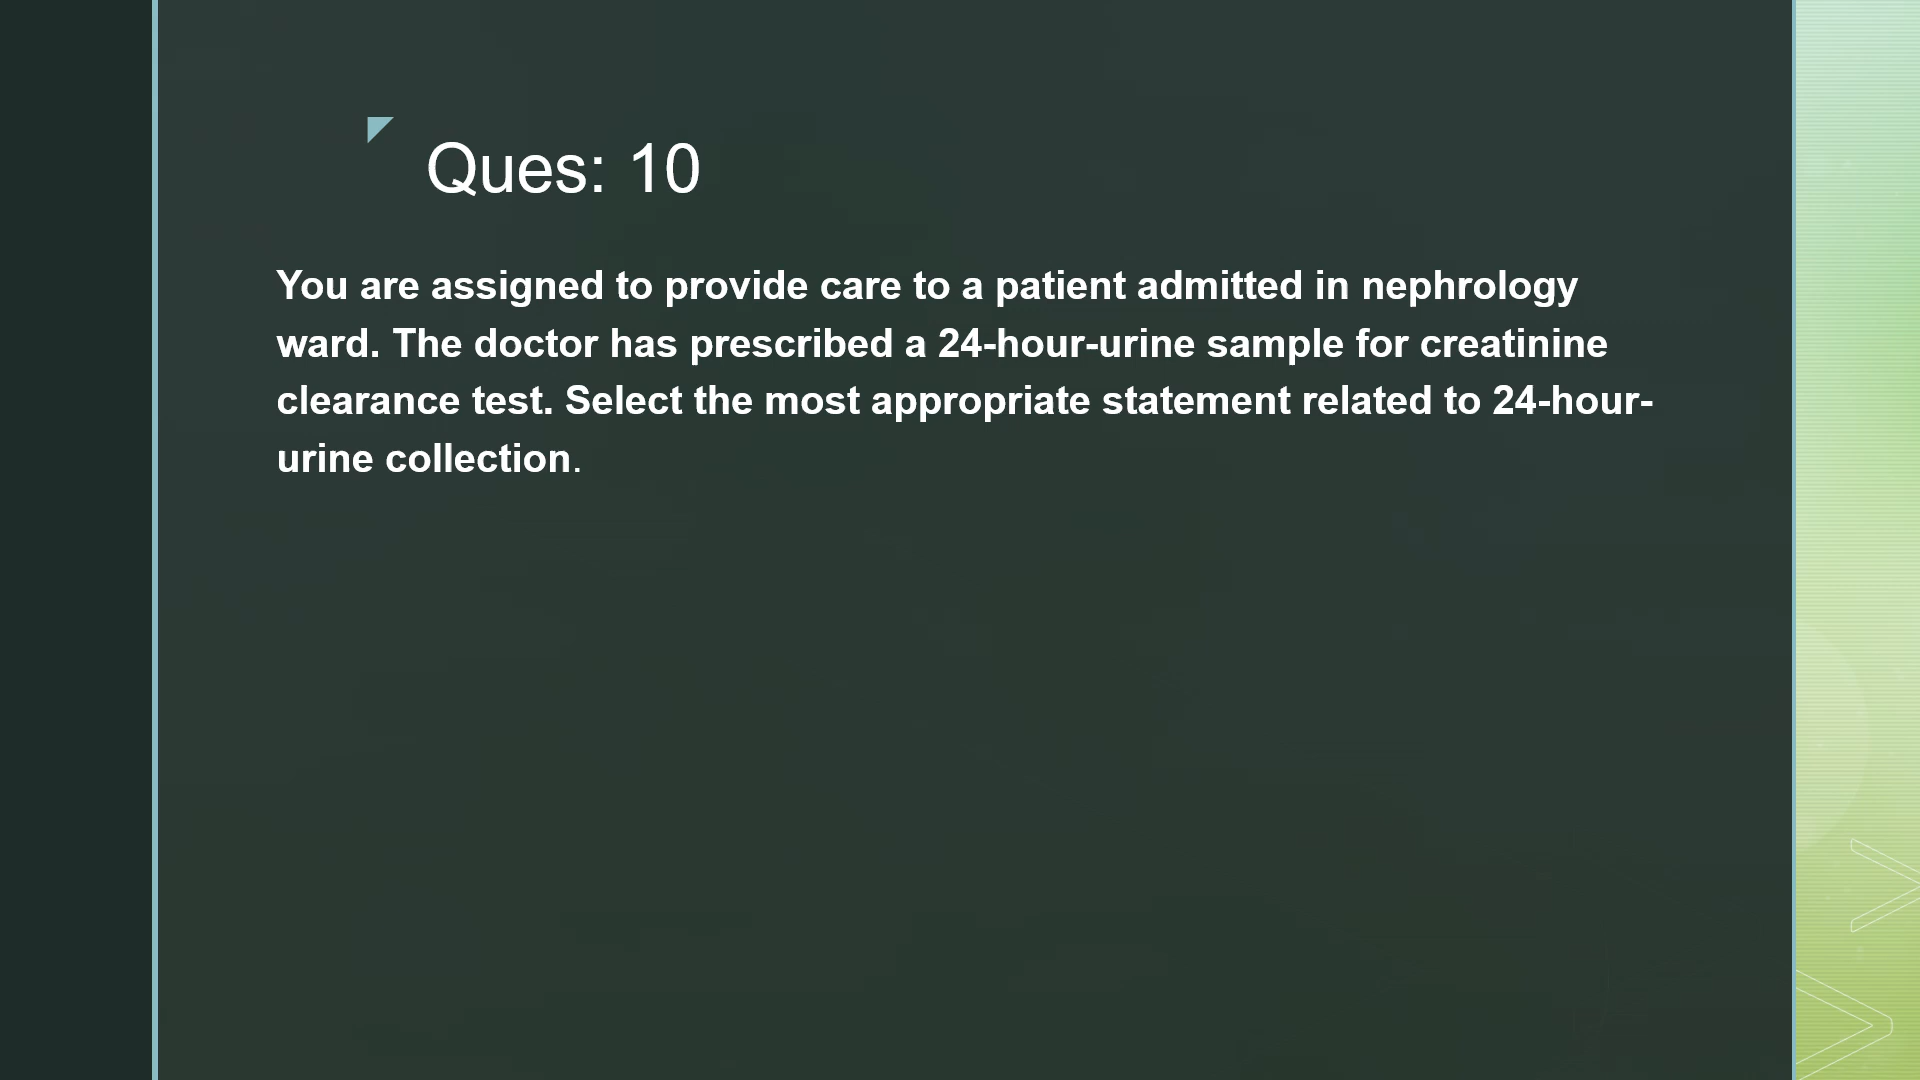 Ques: 10
You are assigned to provide care to a patient admitted in nephrology
ward. The doctor has prescribed a 24-hour-urine sample for creatinine
clearance test. Select the most appropriate statement related to 24-hour-
urine collection.